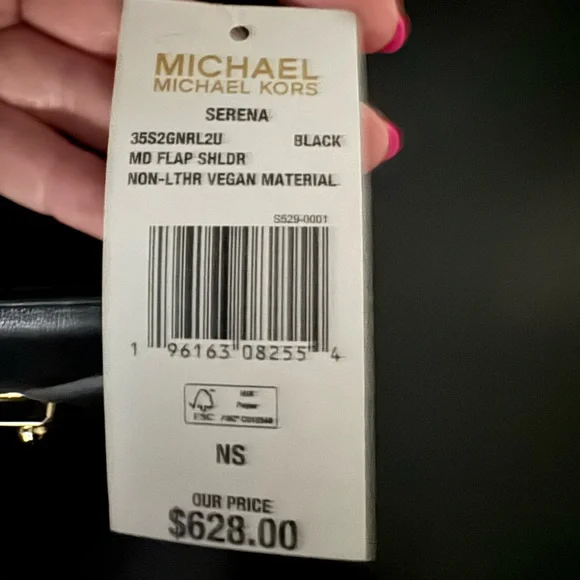 MICHAEL
MICHAEL KORS
SERENA
35S2GNRL2U BLACK
MD FLAP SHLDR
NON-LTHR VEGAN MATERIAL
S529-0001
1 96163 08255 4
FSC
NS
OUR PRICE
$628.00